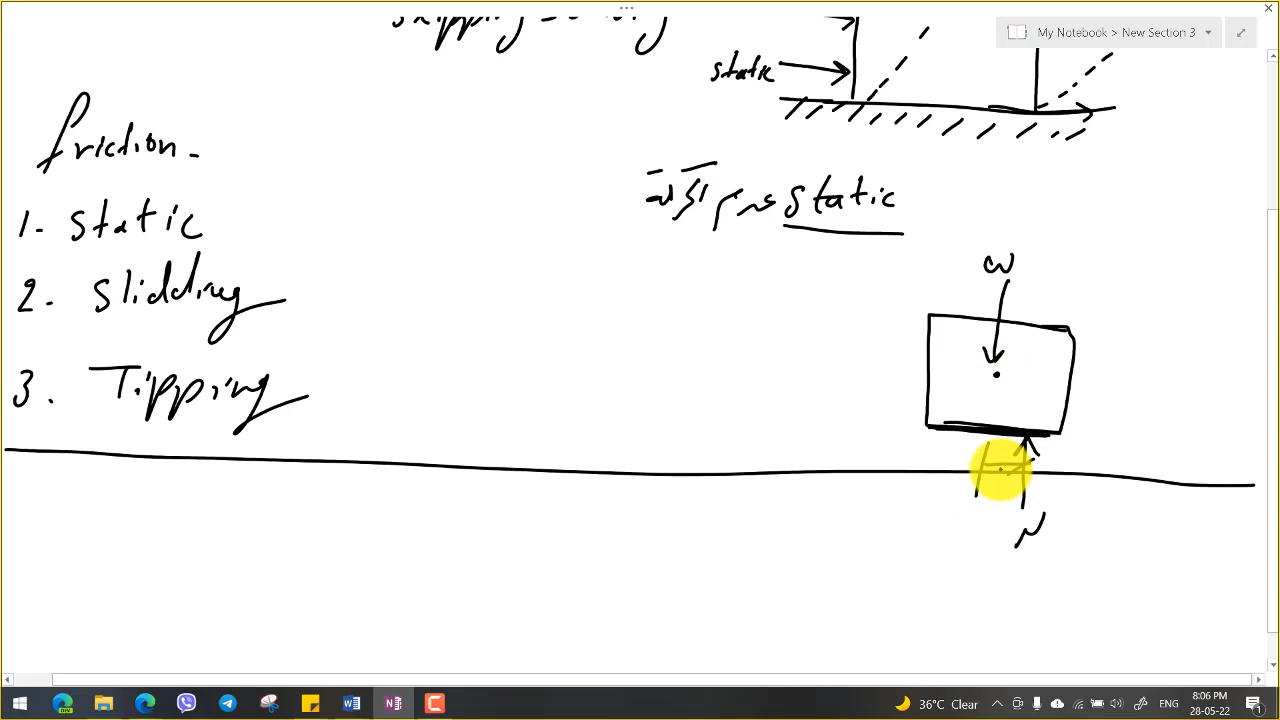 My Notebook > New Section 3
static
friction.
1. static
static
2. slidding
w
3. Tipping
N
36°C Clear
ENG
8:06 PM
28-05-22
1